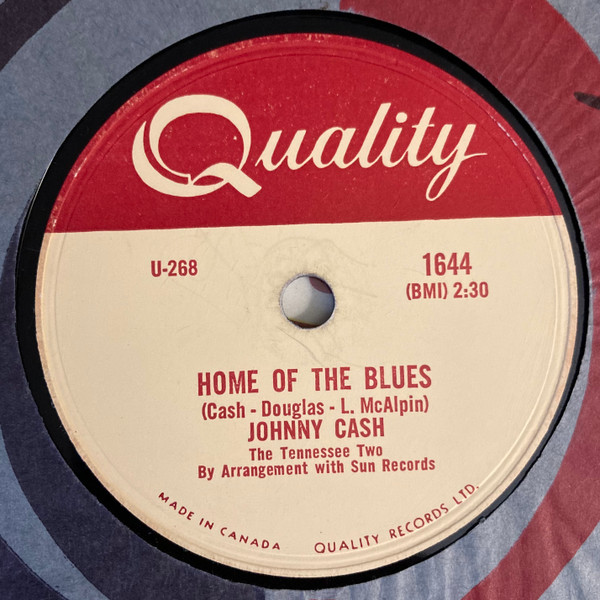 Quality
U-268
1644
(BMI) 2:30
HOME OF THE BLUES
(Cash - Douglas - L. McAlpin)
JOHNNY CASH
The Tennessee Two
By Arrangement with Sun Records
MADE IN CANADA QUALITY RECORDS LTD.